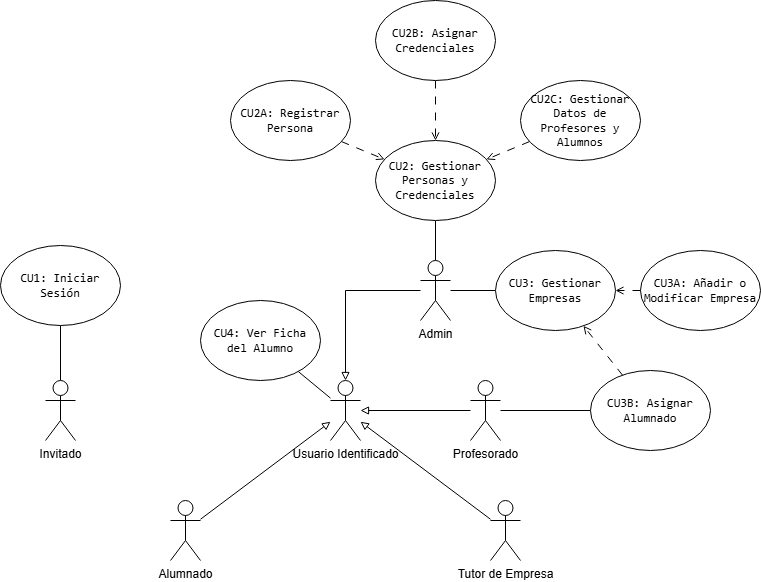 CU2B: Asignar
Credenciales
CU2A: Registrar
Persona
CU2C: Gestionar
Datos de
Profesores y
Alumnos
CU2: Gestionar
Personas y
Credenciales
CU1: Iniciar
Sesión
CU3: Gestionar
Empresas
CU3A: Añadir o
Modificar Empresa
Admin
CU4: Ver Ficha
del Alumno
CU3B: Asignar
Alumnado
Invitado
Usuario Identificado
Profesorado
Alumnado
Tutor de Empresa